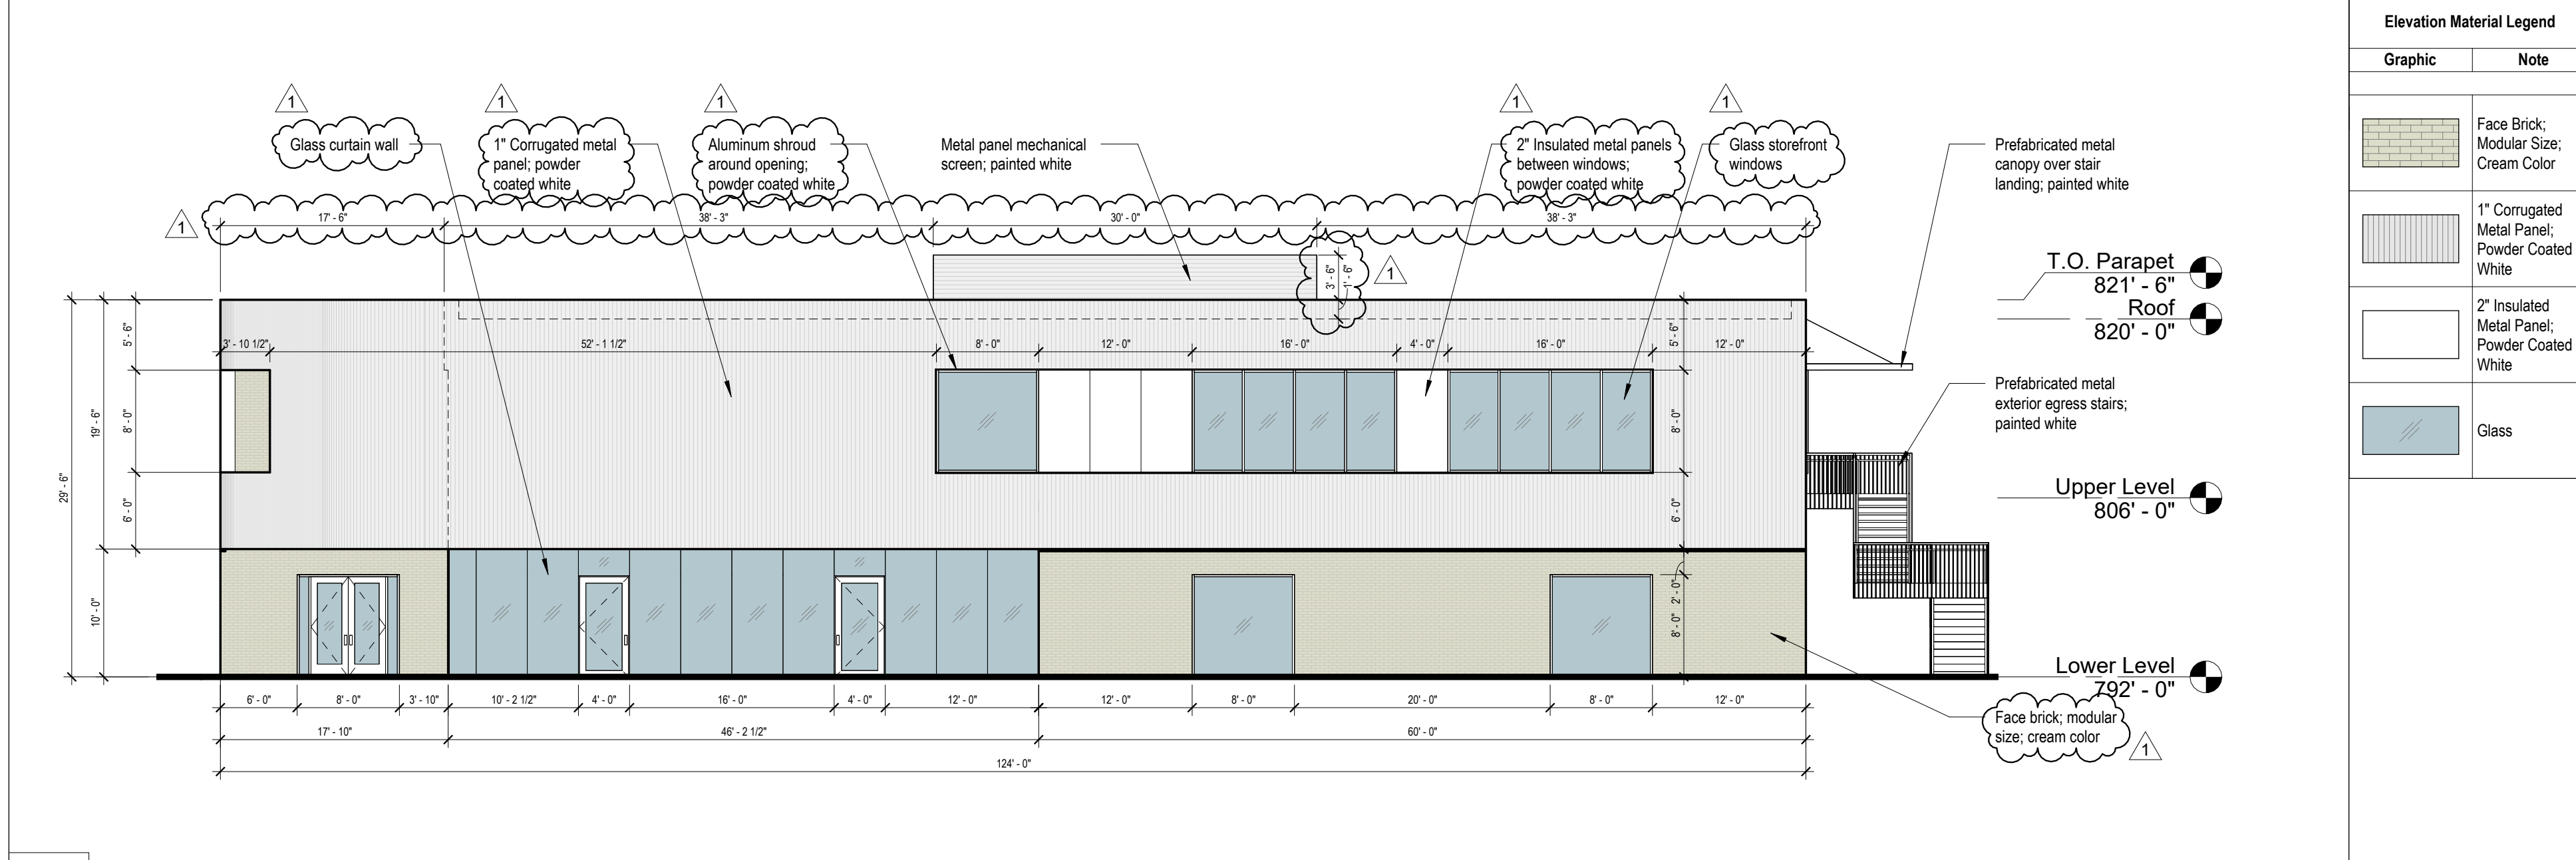 Elevation Material Legend
Graphic Note
Face Brick;
Modular Size;
Cream Color
1" Corrugated
Metal Panel;
Powder Coated
White
2" Insulated
Metal Panel;
Powder Coated
White
Glass
1
1
1
1
1
Glass curtain wall
1" Corrugated metal
panel; powder
coated white
Aluminum shroud
around opening;
powder coated white
Metal panel mechanical
screen; painted white
2" Insulated metal panels
between windows;
powder coated white
Glass storefront
windows
Prefabricated metal
canopy over stair
landing; painted white
1
17' - 6"
38' - 3"
30' - 0"
38' - 3"
3' - 6"
1' - 6"
1
T.O. Parapet
821' - 6"
Roof
820' - 0"
29' - 6"
19' - 6"
10' - 0"
5' - 6"
8' - 0"
6' - 0"
3' - 10 1/2"
52' - 1 1/2"
8' - 0"
12' - 0"
16' - 0"
4' - 0"
16' - 0"
12' - 0"
5' - 6"
8' - 0"
6' - 0"
2' - 0"
8' - 0"
Prefabricated metal
exterior egress stairs;
painted white
Upper Level
806' - 0"
Lower Level
792' - 0"
6' - 0"
8' - 0"
3' - 10"
10' - 2 1/2"
4' - 0"
16' - 0"
4' - 0"
12' - 0"
12' - 0"
8' - 0"
20' - 0"
8' - 0"
12' - 0"
17' - 10"
46' - 2 1/2"
60' - 0"
124' - 0"
Face brick; modular
size; cream color
1